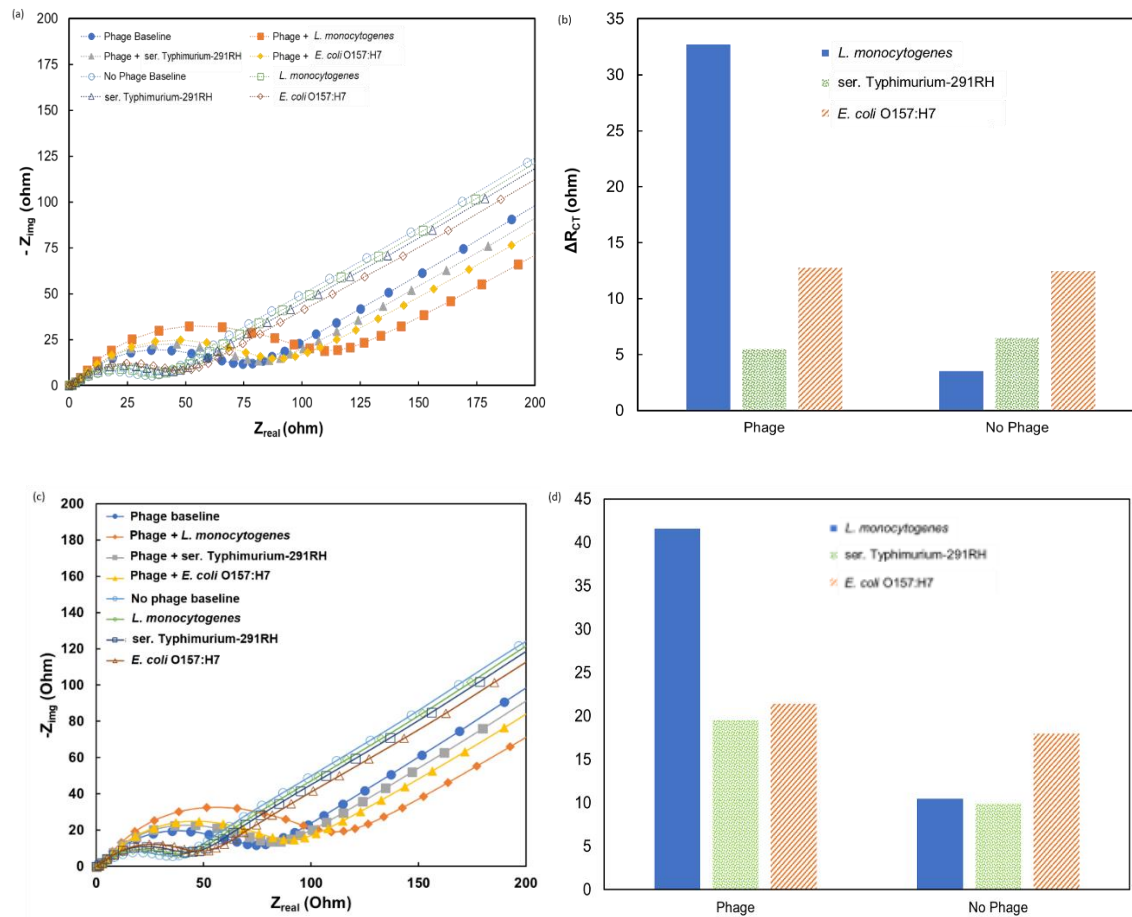 (a)
-200
-175
-150
-125
-100
-75
-50
-25
0
- Z img (ohm)
Phage Baseline
Phage + L. monocytogenes
Phage + ser. Typhimurium-291RH
Phage + E. coli O157:H7
No Phage Baseline
L. monocytogenes
ser. Typhimurium-291RH
E. coli O157:H7
0 25 50 75 100 125 150 175 200
Z real (ohm)
(b)
35
30
25
20
15
10
5
0
ΔR CT (ohm)
L. monocytogenes
ser. Typhimurium-291RH
E. coli O157:H7
Phage No Phage
(c)
-200
180
160
140
120
100
80
60
40
20
0
-Z img (Ohm)
Phage baseline
Phage + L. monocytogenes
Phage + ser. Typhimurium-291RH
Phage + E. coli O157:H7
No phage baseline
L. monocytogenes
ser. Typhimurium-291RH
E. coli O157:H7
0 50 100 150 200
Z real (Ohm)
(d)
45
40
35
30
25
20
15
10
5
0
L. monocytogenes
ser. Typhimurium-291RH
E. coli O157:H7
Phage No Phage